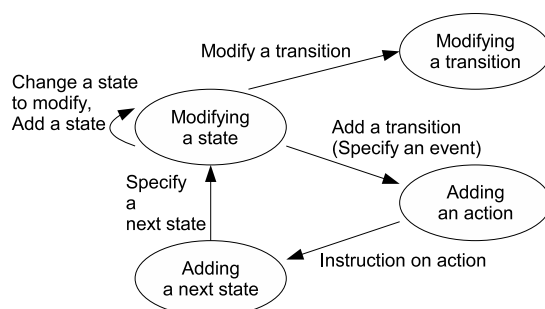 Modify a transition
Modifying
a transition
Change a state
to modify,
Add a state
Modifying
a state
Add a transition
(Specify an event)
Specify
a
next state
Adding
an action
Instruction on action
Adding
a next state